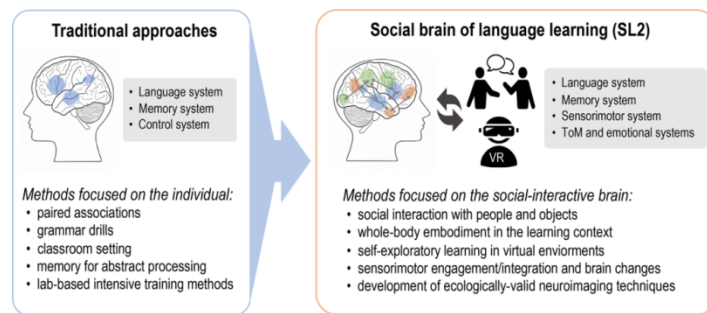 Traditional approaches
• Language system
• Memory system
• Control system
Methods focused on the individual:
• paired associations
• grammar drills
• classroom setting
• memory for abstract processing
• lab-based intensive training methods
Social brain of language learning (SL2)
VR
• Language system
• Memory system
• Sensorimotor system
• ToM and emotional systems
Methods focused on the social-interactive brain:
• social interaction with people and objects
• whole-body embodiment in the learning context
• self-exploratory learning in virtual enviorments
• sensorimotor engagement/integration and brain changes
• development of ecologically-valid neuroimaging techniques